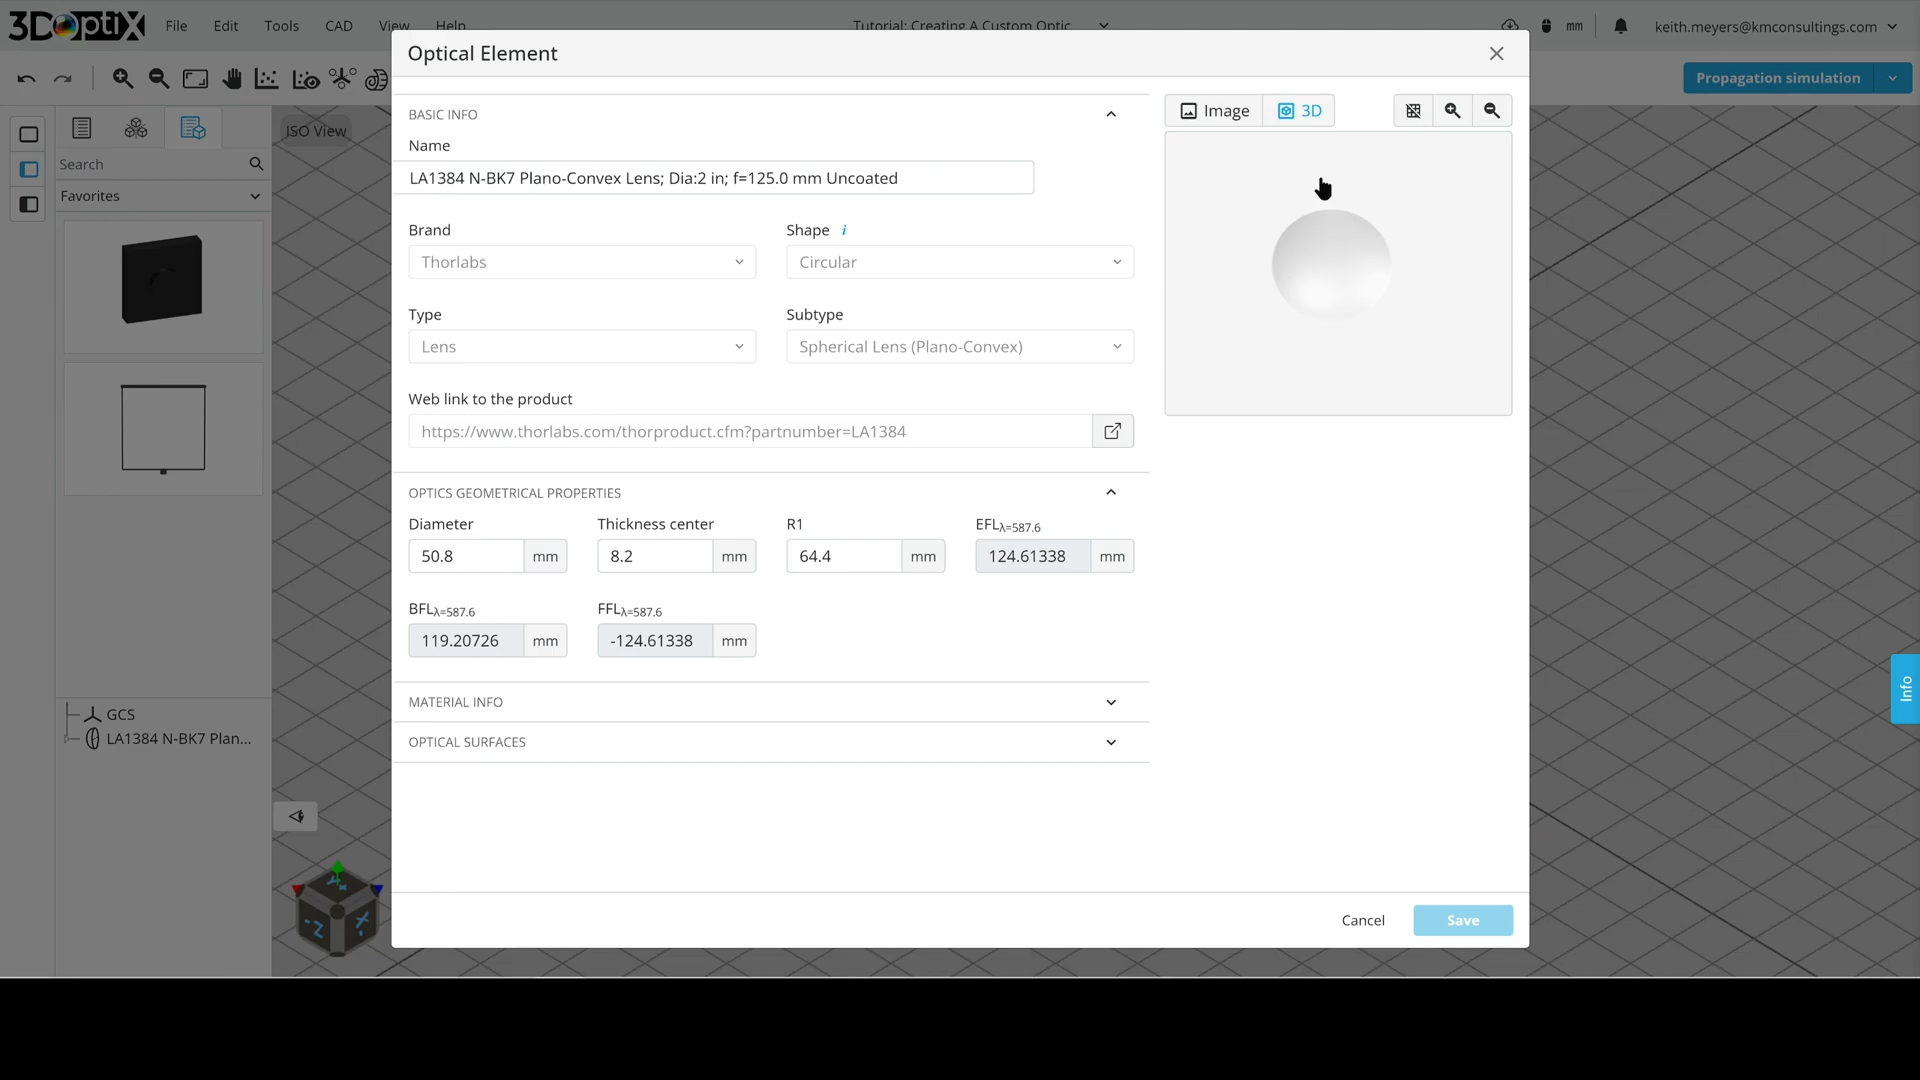 3DOptiX File Edit Tools CAD View Help
Tutorial: Creating A Custom Optic
mm
keith.meyers@kmconsultings.com
Propagation simulation
Search
Favorites
ISO View
GCS
LA1384 N-BK7 Plan...
-Z
Info
Optical Element
BASIC INFO
Name
LA1384 N-BK7 Plano-Convex Lens; Dia:2 in; f=125.0 mm Uncoated
Brand Shape i
Thorlabs Circular
Type Subtype
Lens Spherical Lens (Plano-Convex)
Web link to the product
https://www.thorlabs.com/thorproduct.cfm?partnumber=LA1384
OPTICS GEOMETRICAL PROPERTIES
Diameter Thickness center R1 EFLλ=587.6
50.8 mm 8.2 mm 64.4 mm 124.61338 mm
BFLλ=587.6 FFLλ=587.6
119.20726 mm -124.61338 mm
MATERIAL INFO
OPTICAL SURFACES
Image 3D
Cancel Save